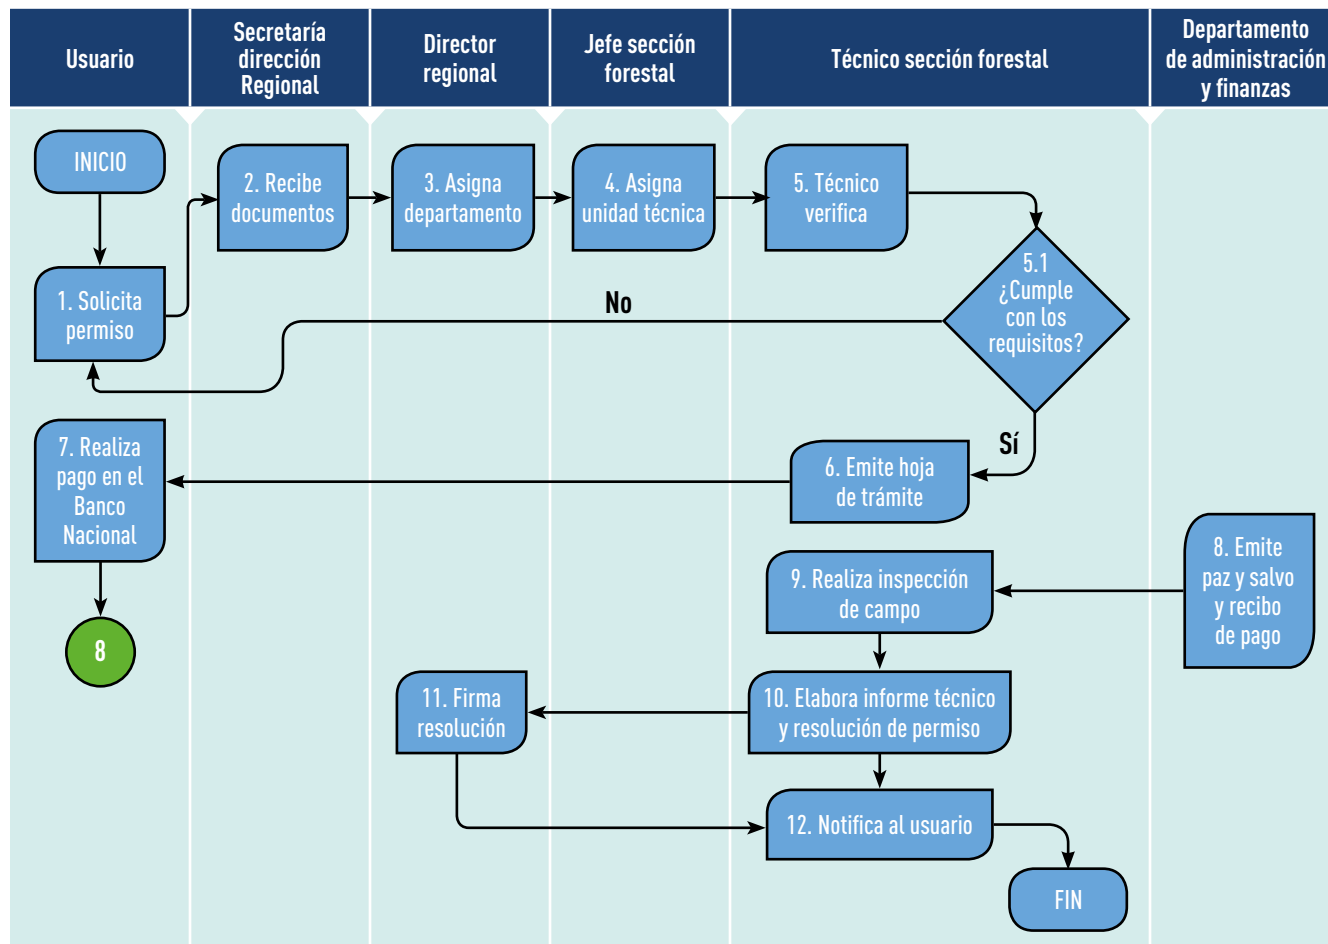 Usuario
Secretaría
dirección
Regional
Director
regional
Jefe sección
forestal
Técnico sección forestal
Departamento
de administración
y finanzas
INICIO
1. Solicita
permiso
2. Recibe
documentos
3. Asigna
departamento
4. Asigna
unidad técnica
5. Técnico
verifica
5.1
¿Cumple
con los
requisitos?
No
Sí
6. Emite hoja
de trámite
7. Realiza
pago en el
Banco
Nacional
8
8. Emite
paz y salvo
y recibo
de pago
9. Realiza inspección
de campo
10. Elabora informe técnico
y resolución de permiso
11. Firma
resolución
12. Notifica al usuario
FIN